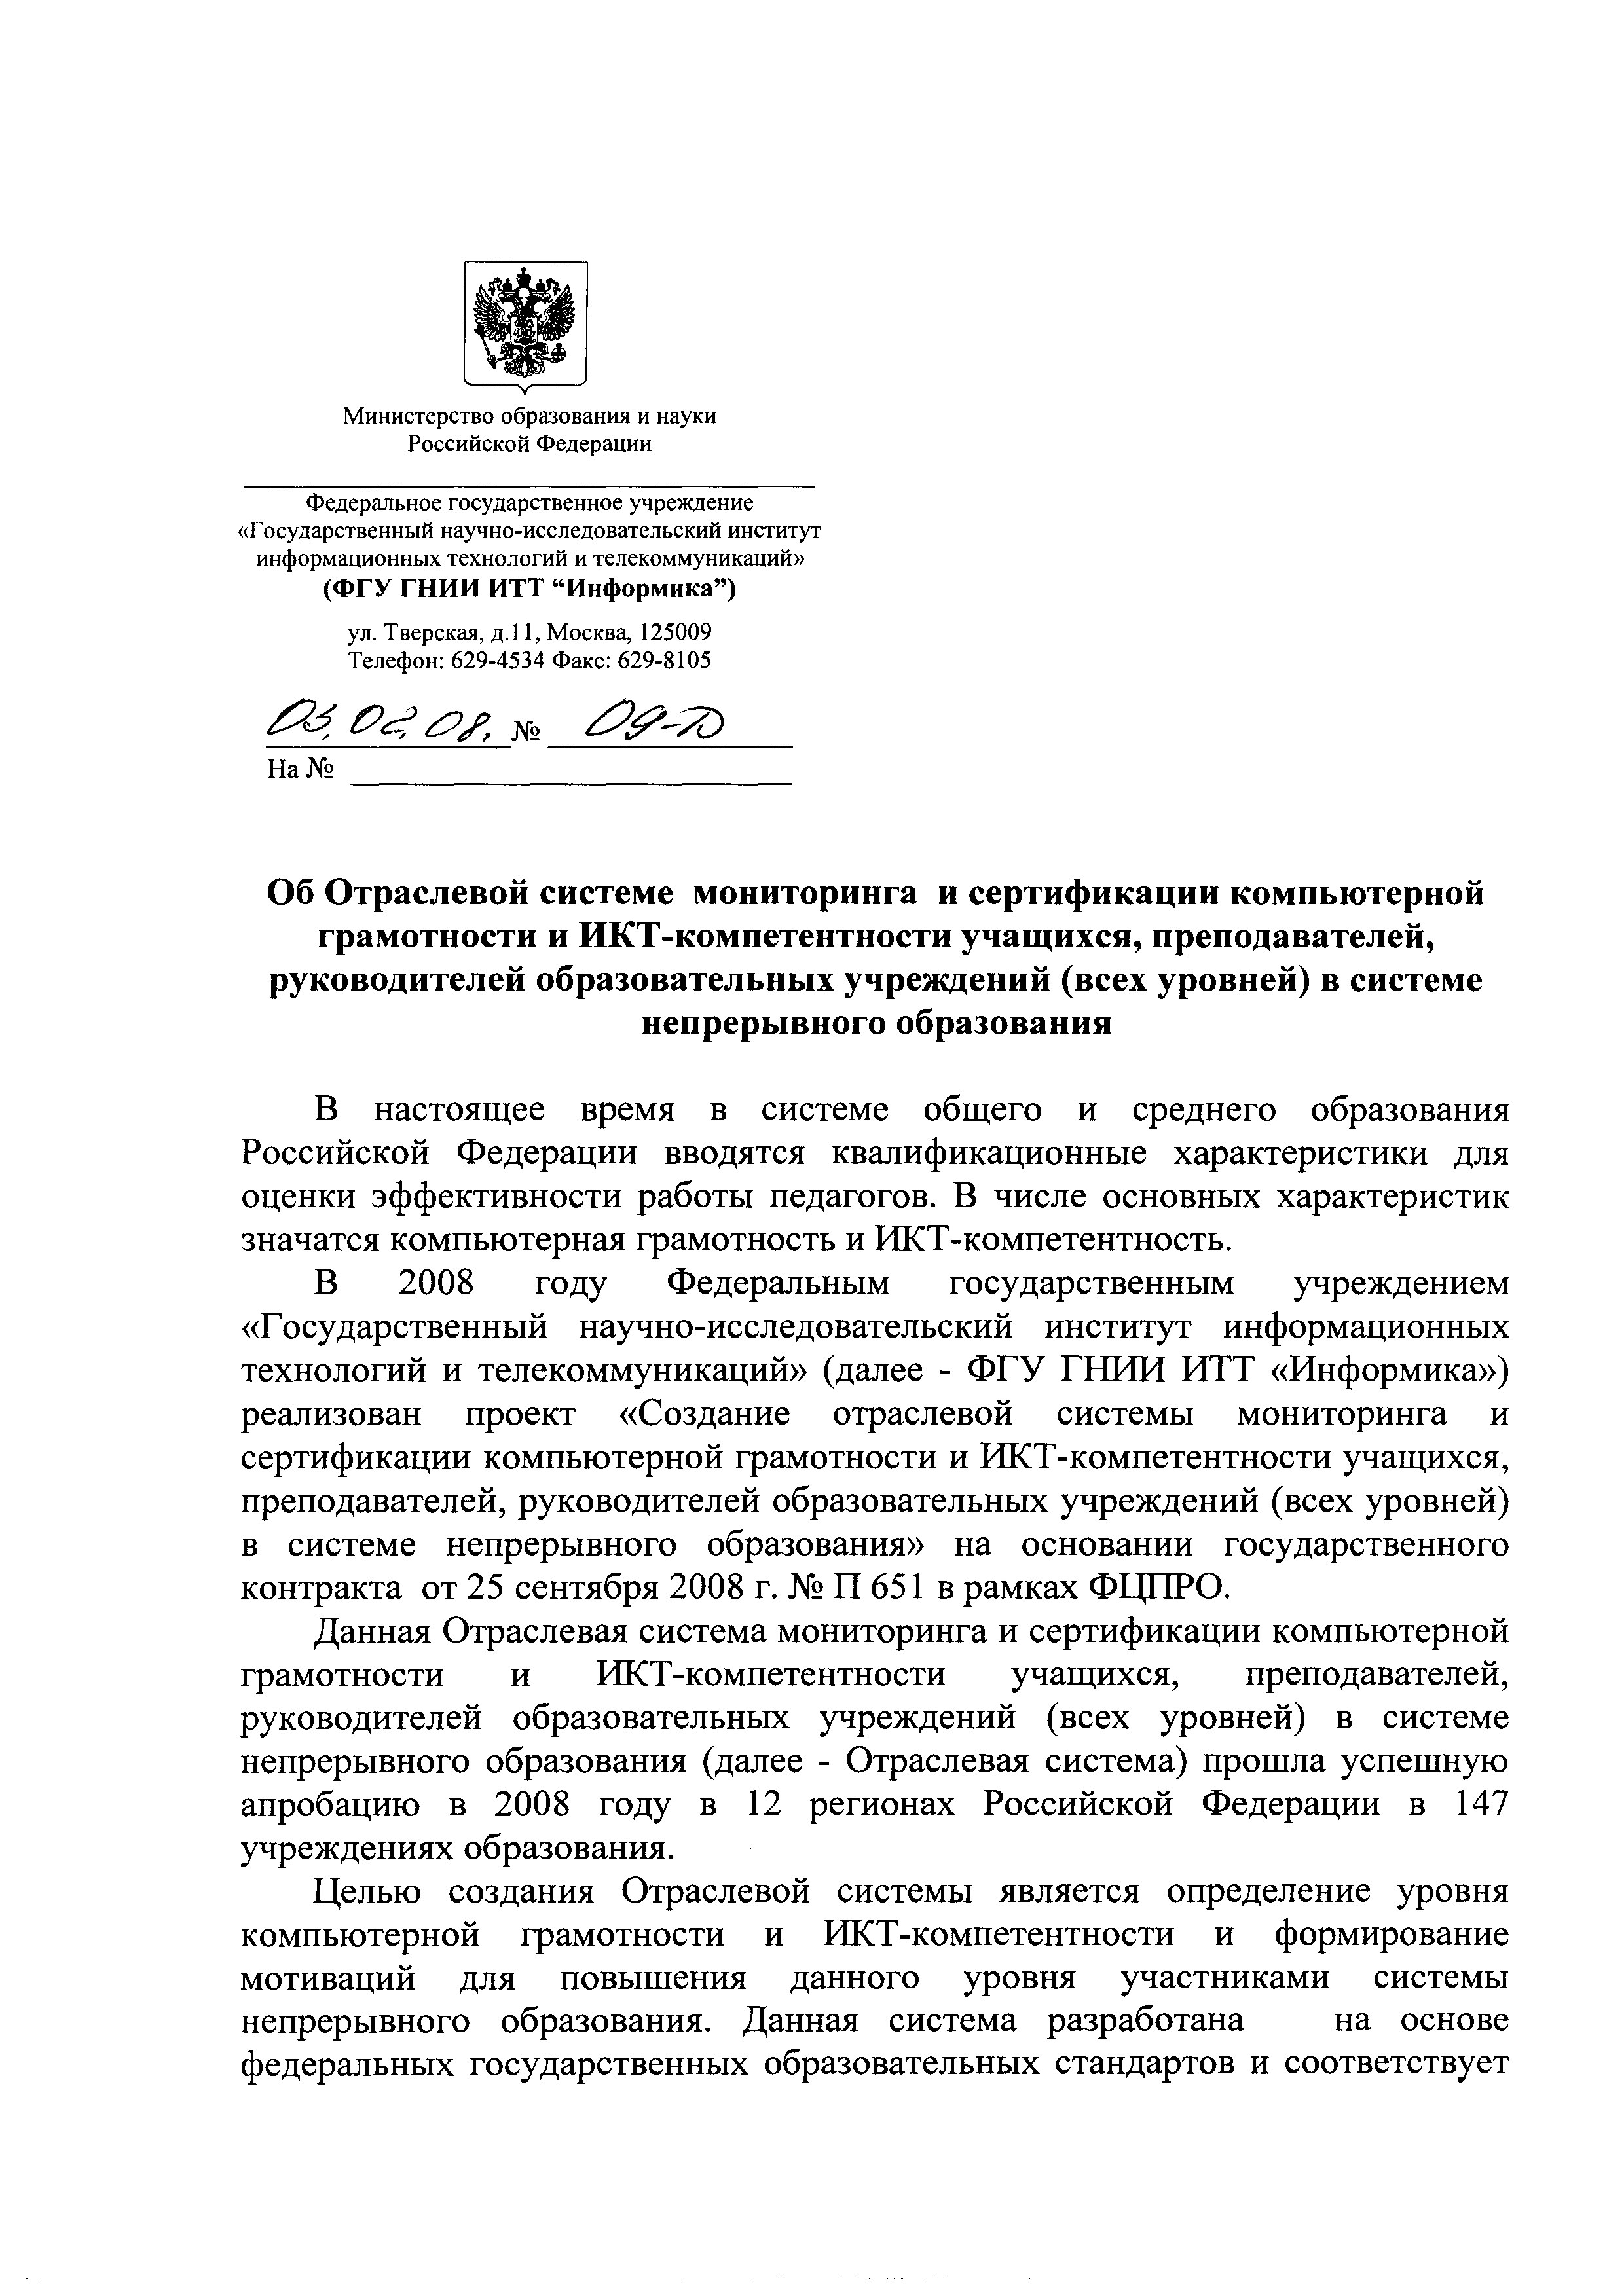 Министерство образования и науки
Российской Федерации
Федеральное государственное учреждение
«Государственный научно-исследовательский институт
информационных технологий и телекоммуникаций»
(ФГУ ГНИИ ИТТ “Информика”)
ул. Тверская, д.11, Москва, 125009
Телефон: 629-4534 Факс: 629-8105
03.02.08. № 09-Д
На №
Об Отраслевой системе мониторинга и сертификации компьютерной
грамотности и ИКТ-компетентности учащихся, преподавателей,
руководителей образовательных учреждений (всех уровней) в системе
непрерывного образования
В настоящее время в системе общего и среднего образования
Российской Федерации вводятся квалификационные характеристики для
оценки эффективности работы педагогов. В числе основных характеристик
значатся компьютерная грамотность и ИКТ-компетентность.
В 2008 году Федеральным государственным учреждением
«Государственный научно-исследовательский институт информационных
технологий и телекоммуникаций» (далее - ФГУ ГНИИ ИТТ «Информика»)
реализован проект «Создание отраслевой системы мониторинга и
сертификации компьютерной грамотности и ИКТ-компетентности учащихся,
преподавателей, руководителей образовательных учреждений (всех уровней)
в системе непрерывного образования» на основании государственного
контракта от 25 сентября 2008 г. № П 651 в рамках ФЦПРО.
Данная Отраслевая система мониторинга и сертификации компьютерной
грамотности и ИКТ-компетентности учащихся, преподавателей,
руководителей образовательных учреждений (всех уровней) в системе
непрерывного образования (далее - Отраслевая система) прошла успешную
апробацию в 2008 году в 12 регионах Российской Федерации в 147
учреждениях образования.
Целью создания Отраслевой системы является определение уровня
компьютерной грамотности и ИКТ-компетентности и формирование
мотиваций для повышения данного уровня участниками системы
непрерывного образования. Данная система разработана на основе
федеральных государственных образовательных стандартов и соответствует